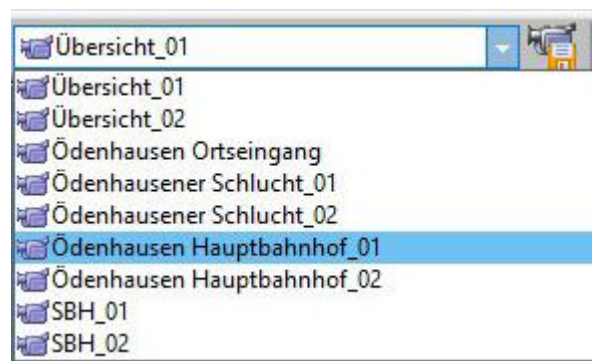 Übersicht_01
Übersicht_01
Übersicht_02
Ödenhausen Ortseingang
Ödenhausener Schlucht_01
Ödenhausener Schlucht_02
Ödenhausen Hauptbahnhof_01
Ödenhausen Hauptbahnhof_02
SBH_01
SBH_02